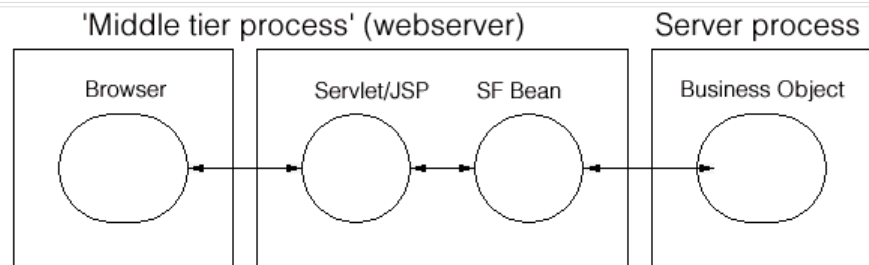 'Middle tier process' (webserver)
Server process
Browser
Servlet/JSP
SF Bean
Business Object